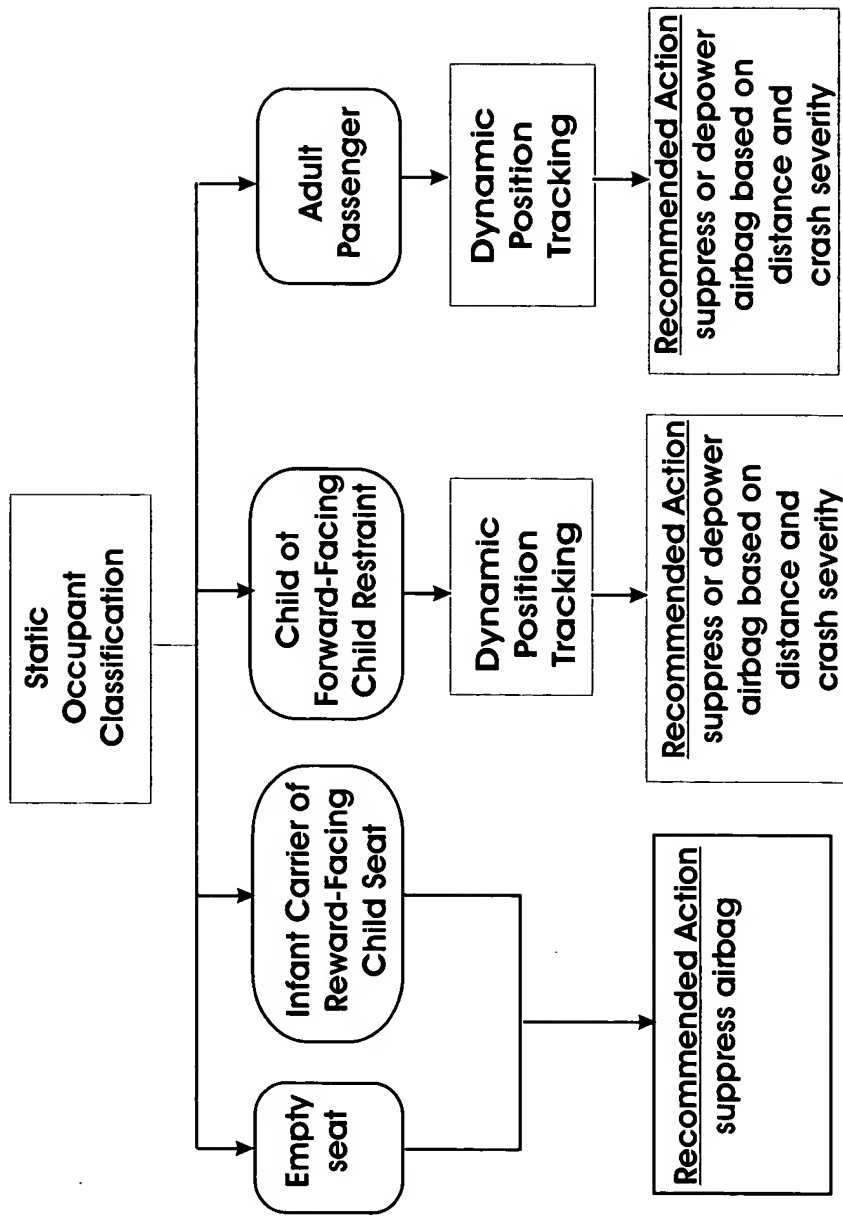 Static
Occupant
Classification
Empty
seat
Infant Carrier of
Reward-Facing
Child Seat
Child ot
Forward-Facing
Child Restraint
Adult
Passenger
Dynamic
Position
Tracking
Dynamic
Position
Tracking
Recommended Action
suppress airbag
Recommended Action
suppress or depower
airbag based on
distance and
crash severity
Recommended Action
suppress or depower
airbag based on
distance and
crash severity